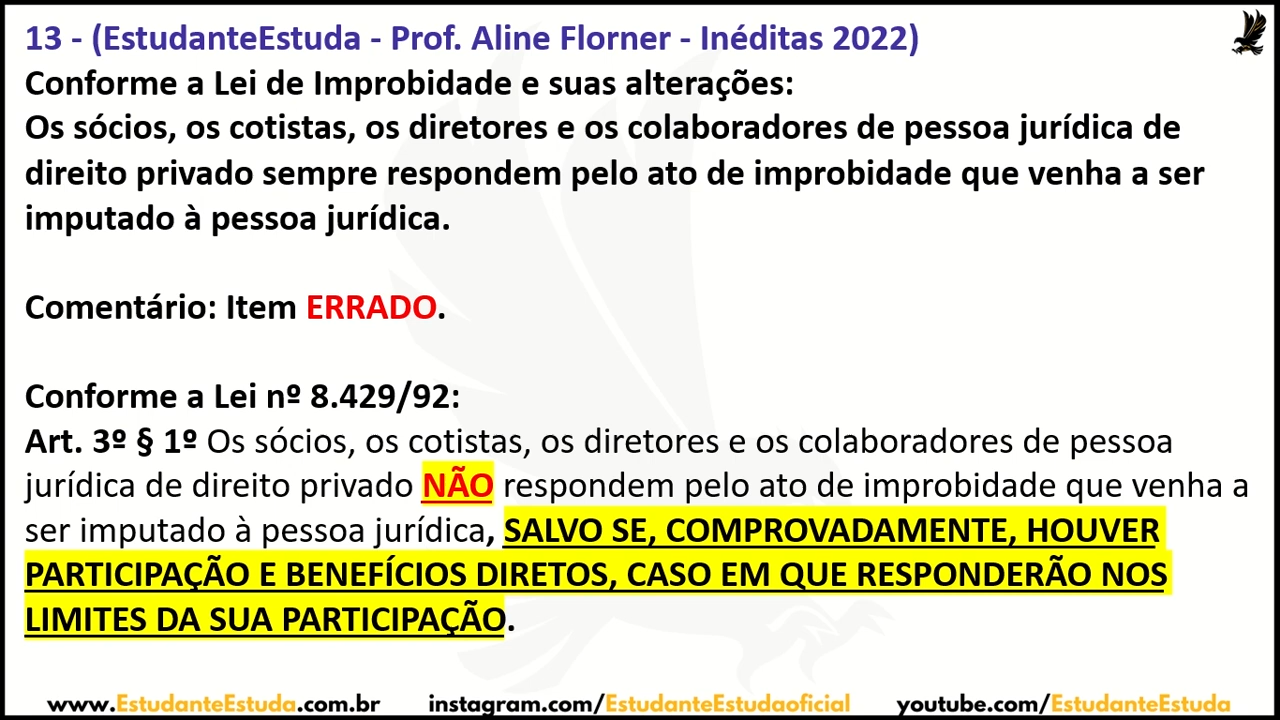 13 - (EstudanteEstuda - Prof. Aline Florner - Inéditas 2022)
Conforme a Lei de Improbidade e suas alterações:
Os sócios, os cotistas, os diretores e os colaboradores de pessoa jurídica de
direito privado sempre respondem pelo ato de improbidade que venha a ser
imputado à pessoa jurídica.
Comentário: Item ERRADO.
Conforme a Lei nº 8.429/92:
Art. 3º § 1º Os sócios, os cotistas, os diretores e os colaboradores de pessoa
jurídica de direito privado NÃO respondem pelo ato de improbidade que venha a
ser imputado à pessoa jurídica, SALVO SE, COMPROVADAMENTE, HOUVER
PARTICIPAÇÃO E BENEFÍCIOS DIRETOS, CASO EM QUE RESPONDERÃO NOS
LIMITES DA SUA PARTICIPAÇÃO.
www.EstudanteEstuda.com.br instagram.com/EstudanteEstudaoficial youtube.com/EstudanteEstuda